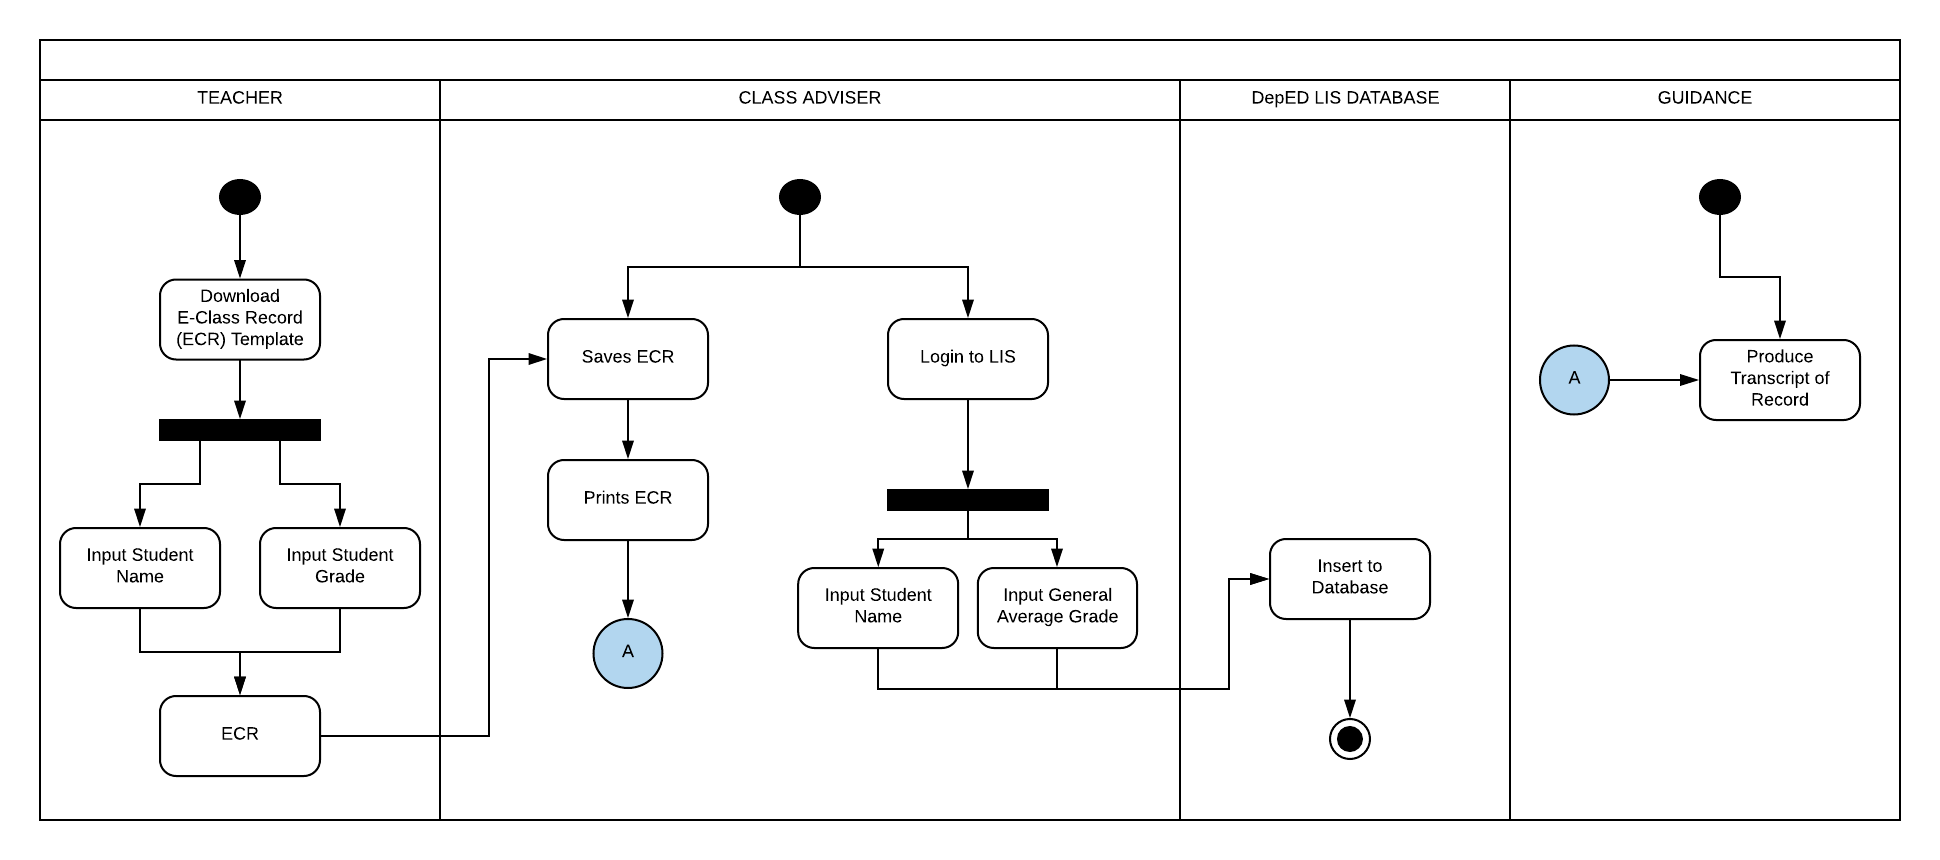 TEACHER
CLASS ADVISER
DepED LIS DATABASE
GUIDANCE
Download
E-Class Record
(ECR) Template
Input Student
Name
Input Student
Grade
ECR
Saves ECR
Prints ECR
A
Login to LIS
Input Student
Name
Input General
Average Grade
Insert to
Database
A
Produce
Transcript of
Record